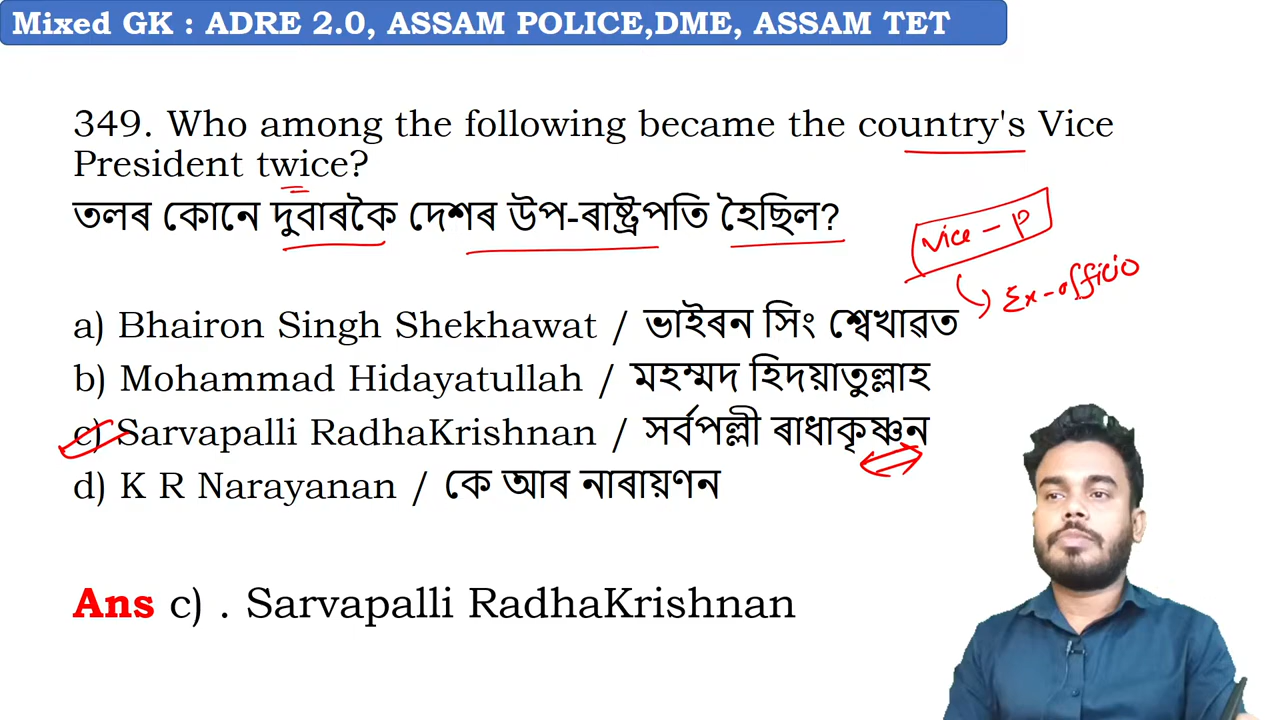 Mixed GK : ADRE 2.0, ASSAM POLICE,DME, ASSAM TET
349. Who among the following became the country's Vice
President twice?
তলৰ কোনে দুবাৰকৈ দেশৰ উপ-ৰাষ্ট্ৰপতি হৈছিল?
Vice - P
Ex-officio
a) Bhairon Singh Shekhawat / ভাইৰন সিং শ্বেখাৱত
b) Mohammad Hidayatullah / মহম্মদ হিদয়াতুল্লাহ
c) Sarvapalli RadhaKrishnan / সৰ্বপল্লী ৰাধাকৃষ্ণন
d) K R Narayanan / কে আৰ নাৰায়ণন
Ans c) . Sarvapalli RadhaKrishnan